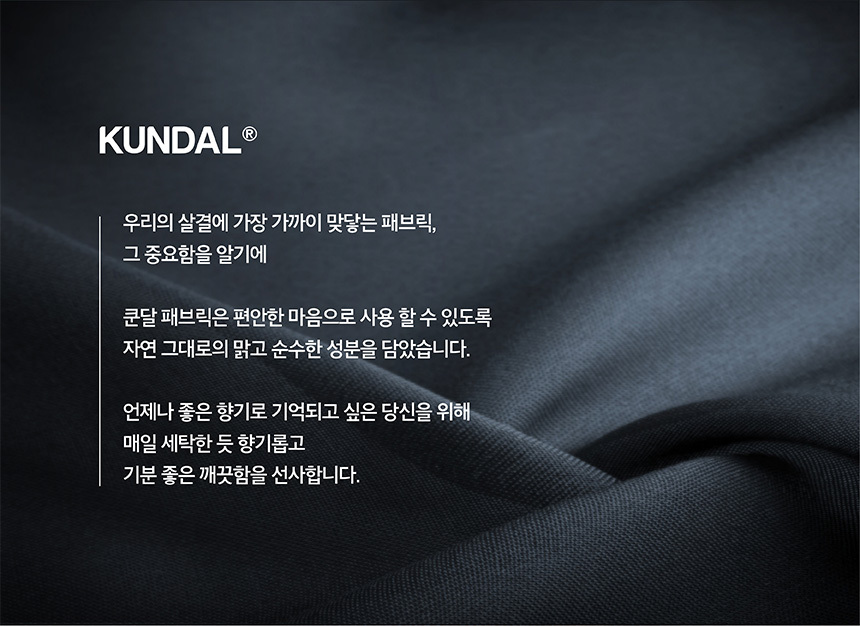 KUNDAL®
우리의 살결에 가장 가까이 맞닿는 패브릭,
그 중요함을 알기에
쿤달 패브릭은 편안한 마음으로 사용 할 수 있도록
자연 그대로의 맑고 순수한 성분을 담았습니다.
언제나 좋은 향기로 기억되고 싶은 당신을 위해
매일 세탁한 듯 향기롭고
기분 좋은 깨끗함을 선사합니다.